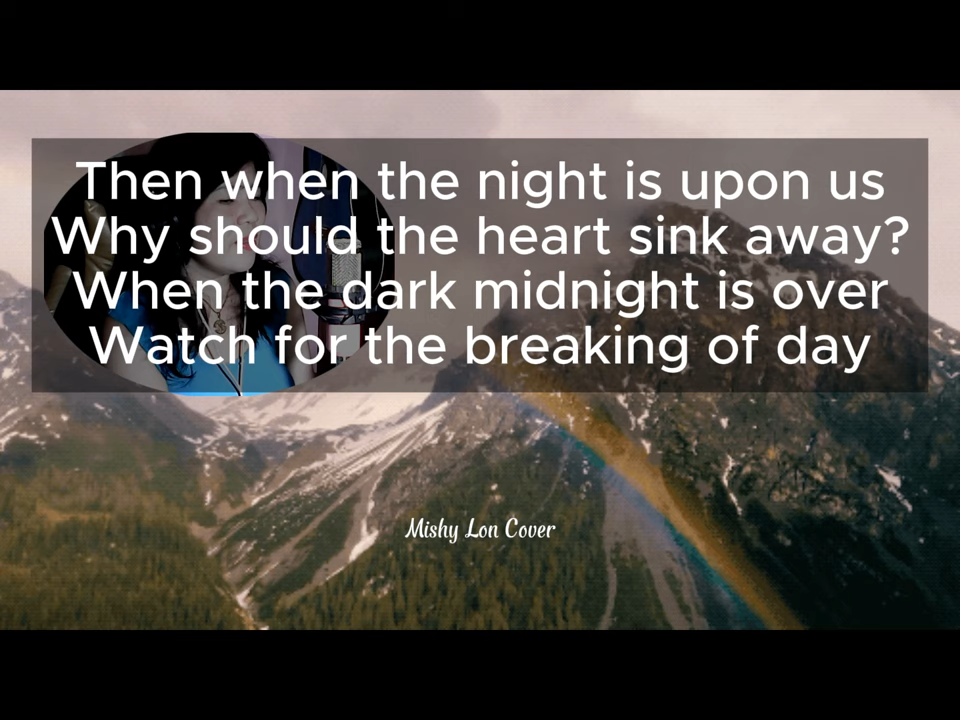 Then when the night is upon us
Why should the heart sink away?
When the dark midnight is over
Watch for the breaking of day
Mishy Lon Cover